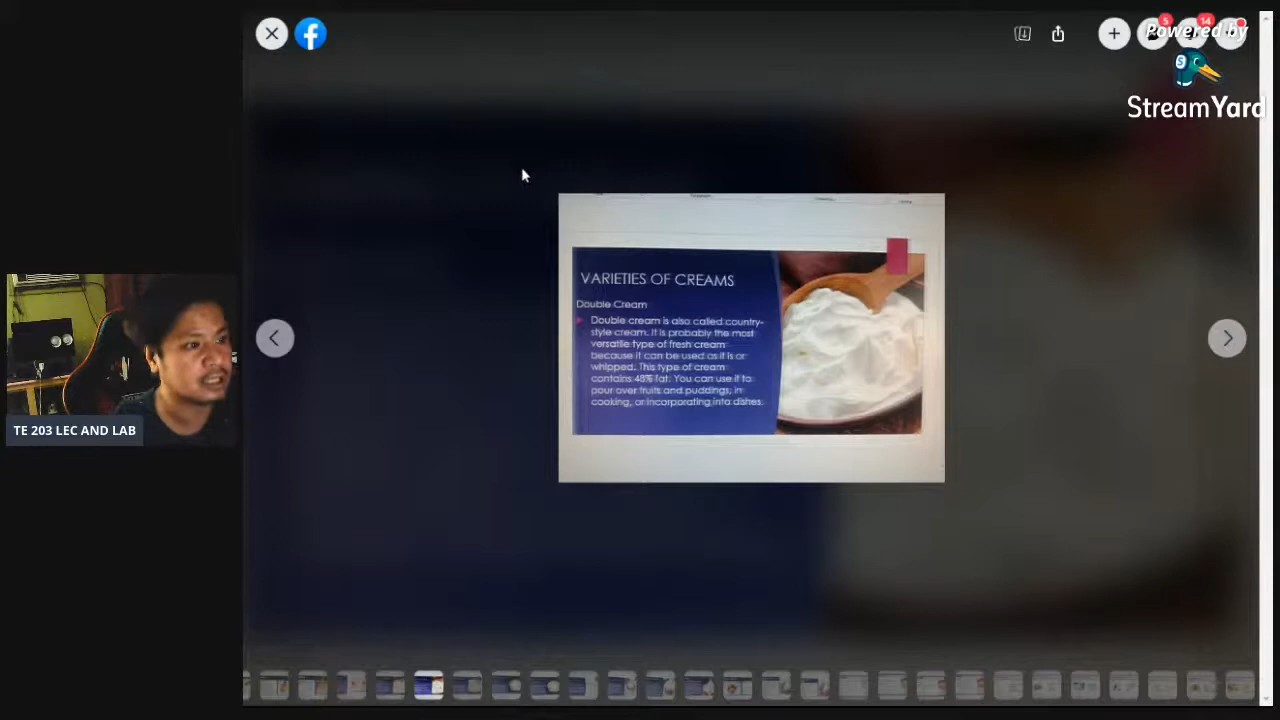 Powered by
5
14
StreamYard
VARIETIES OF CREAMS
Double Cream
Double cream is also called country-
style cream. It is probably the most
versatile type of fresh cream
because it can be used as it is or
whipped. This type of cream
contains 48% fat. You can use it to
pour over fruits and puddings, in
cooking, or incorporating into dishes.
TE 203 LEC AND LAB